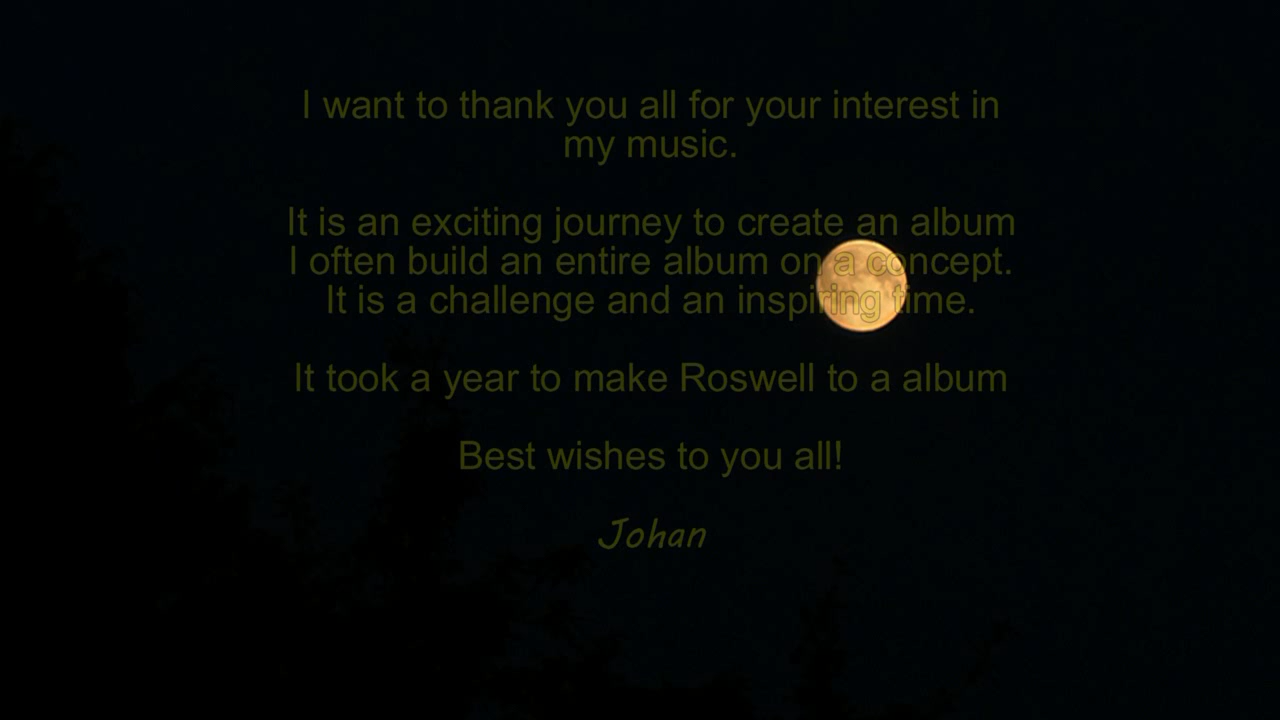 I want to thank you all for your interest in
my music.
It is an exciting journey to create an album
I often build an entire album on a concept.
It is a challenge and an inspiring time.
It took a year to make Roswell to a album
Best wishes to you all!
Johan